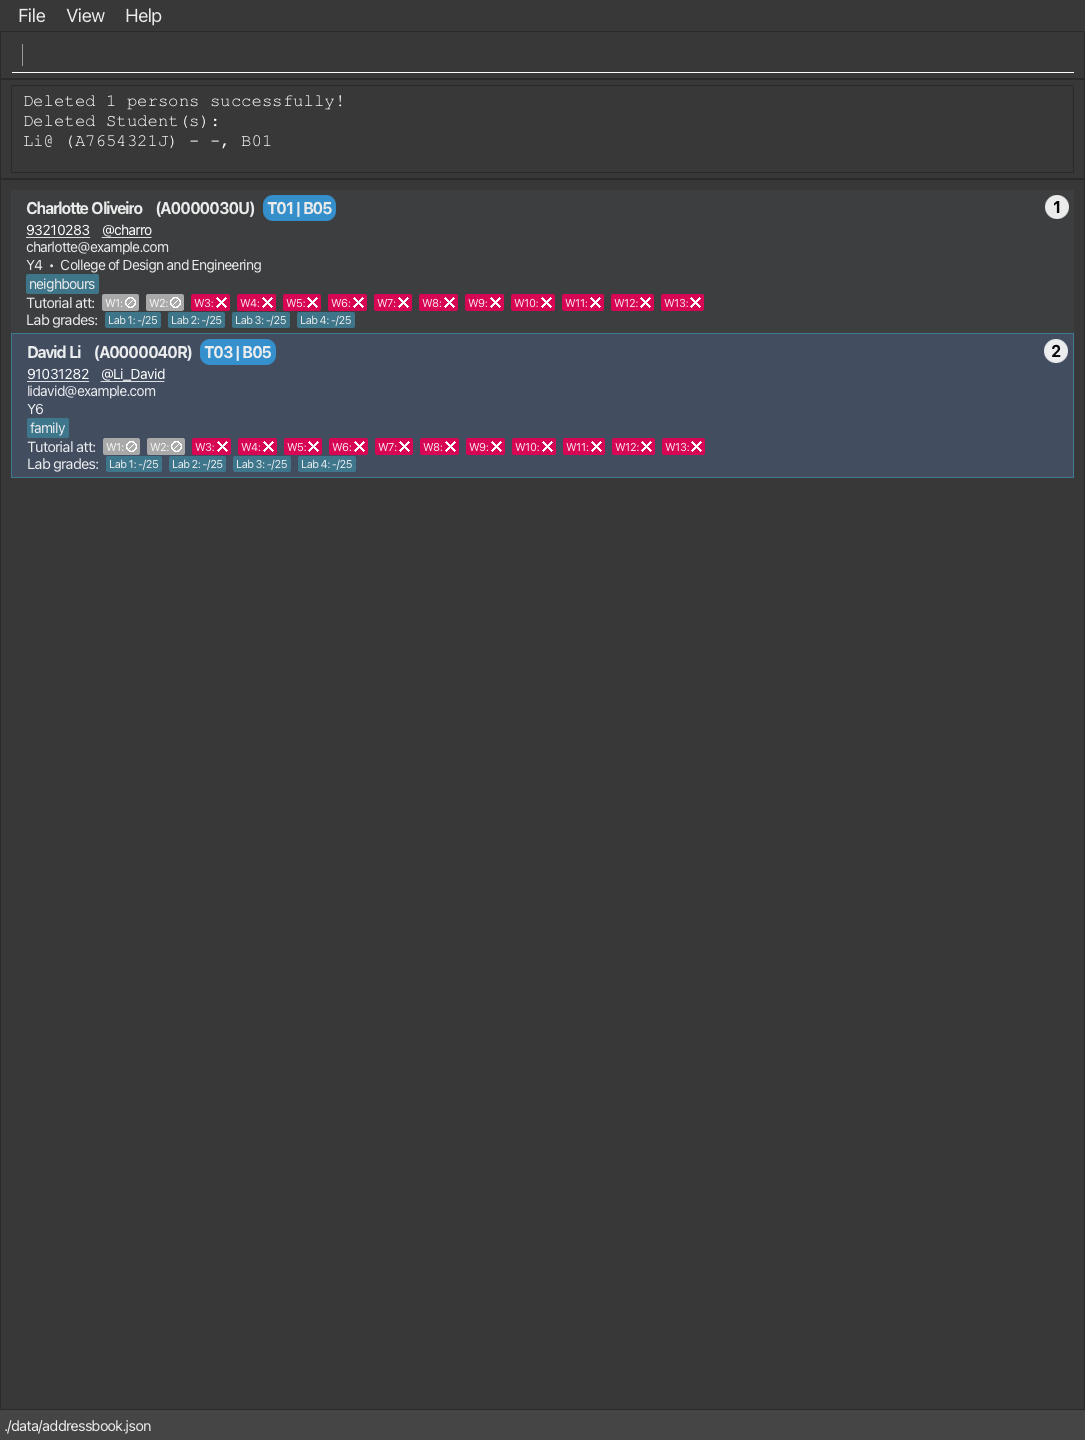 File View Help
Deleted 1 persons successfully!
Deleted Student(s):
Li@ (A7654321J) - -, B01
Charlotte Oliveiro (A0000030U) T01 | B05 1
93210283 @charro
charlotte@example.com
Y4 • College of Design and Engineering
neighbours
Tutorial att: W1: W2: W3: W4: W5: W6: W7: W8: W9: W10: W11: W12: W13:
Lab grades: Lab 1: -/25 Lab 2: -/25 Lab 3: -/25 Lab 4: -/25
David Li (A0000040R) T03 | B05 2
91031282 @Li_David
lidavid@example.com
Y6
family
Tutorial att: W1: W2: W3: W4: W5: W6: W7: W8: W9: W10: W11: W12: W13:
Lab grades: Lab 1: -/25 Lab 2: -/25 Lab 3: -/25 Lab 4: -/25
./data/addressbook.json